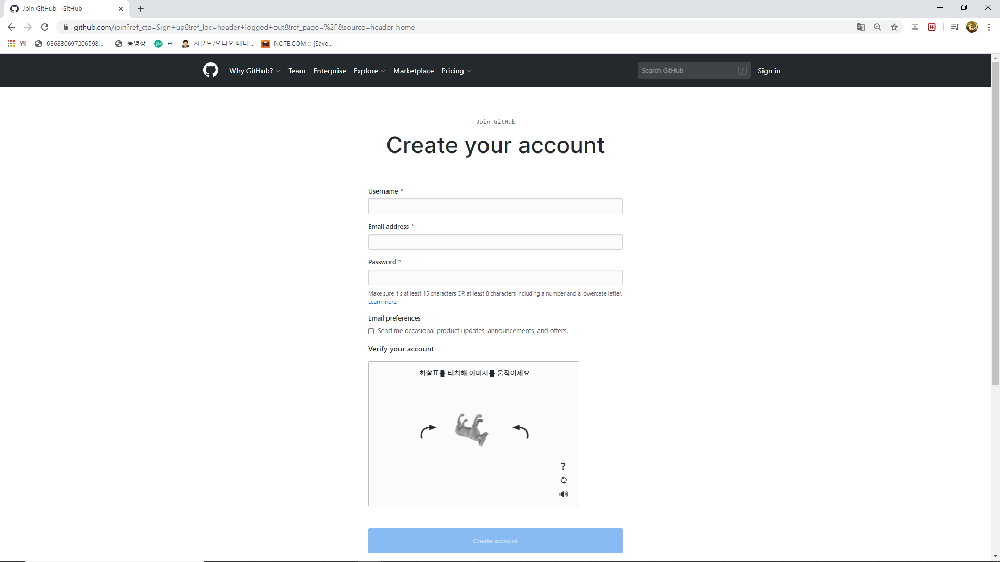 Join GitHub · GitHub
github.com/join?ref_cta=Sign+up&ref_loc=header+logged+out&ref_page=%2F&source=header-home
앱 636830697206598... 동영상 ㅂ 사운드/오디오 매니... NOTE.COM :: [Save...
Why GitHub? Team Enterprise Explore Marketplace Pricing Search GitHub / Sign in
Join GitHub
Create your account
Username *
Email address *
Password *
Make sure it's at least 15 characters OR at least 8 characters including a number and a lowercase letter.
Learn more.
Email preferences
Send me occasional product updates, announcements, and offers.
Verify your account
화살표를 터치해 이미지를 움직이세요
?
Create account